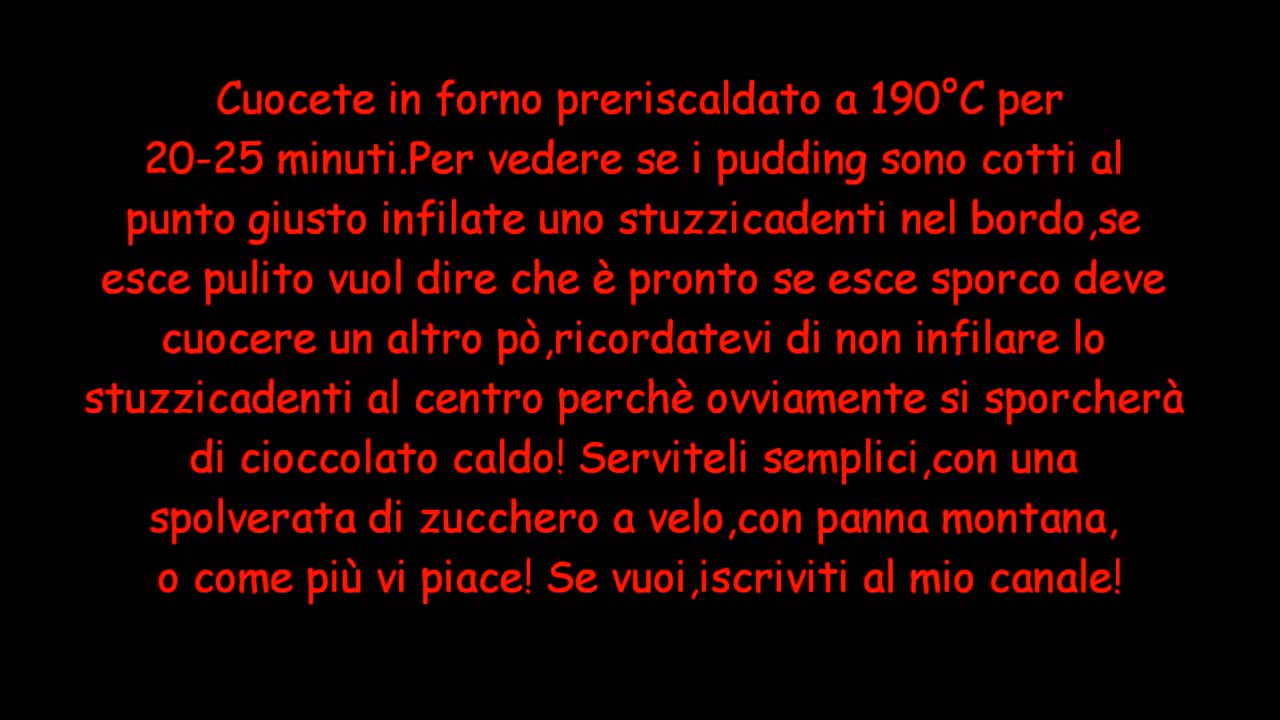 Cuocete in forno preriscaldato a 190°C per
20-25 minuti.Per vedere se i pudding sono cotti al
punto giusto infilate uno stuzzicadenti nel bordo,se
esce pulito vuol dire che è pronto se esce sporco deve
cuocere un altro pò,ricordatevi di non infilare lo
stuzzicadenti al centro perchè ovviamente si sporcherà
di cioccolato caldo! Serviteli semplici,con una
spolverata di zucchero a velo,con panna montana,
o come più vi piace! Se vuoi,iscriviti al mio canale!